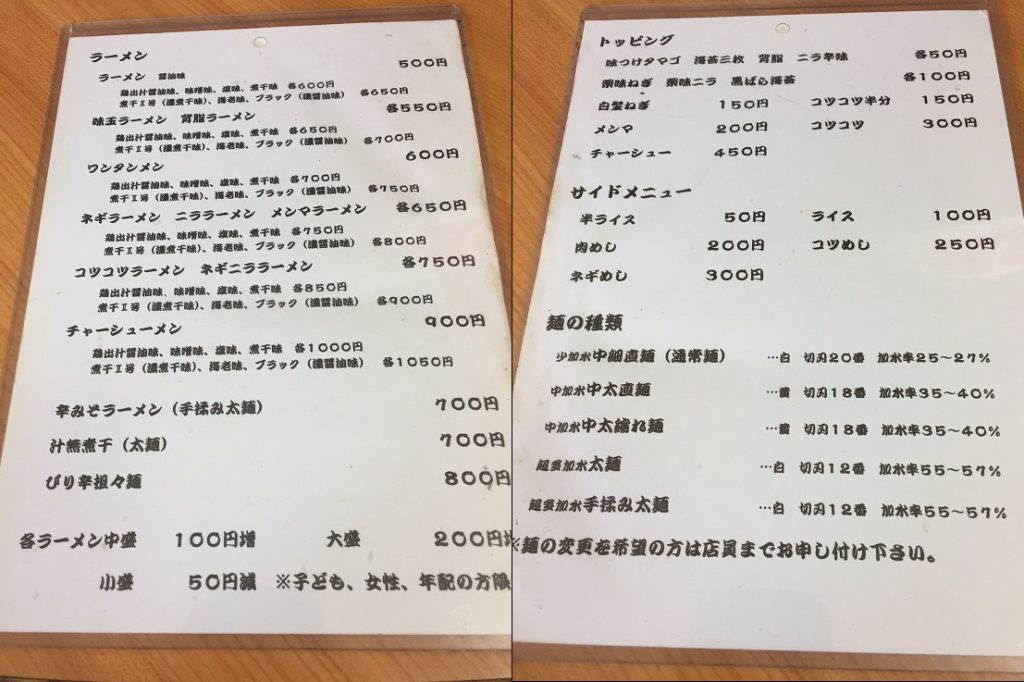 ラーメン
ラーメン 醤油味 500円
鶏出汁醤油味、味噌味、塩味、煮干味 各600円
煮干Ⅰ号(濃煮干味)、海老味、ブラック(濃醤油味) 各650円
味玉ラーメン 背脂ラーメン 各550円
鶏出汁醤油味、味噌味、塩味、煮干味 各650円
煮干Ⅰ号(濃煮干味)、海老味、ブラック(濃醤油味) 各700円
ワンタンメン 600円
鶏出汁醤油味、味噌味、塩味、煮干味 各700円
煮干Ⅰ号(濃煮干味)、海老味、ブラック(濃醤油味) 各750円
ネギラーメン ニララーメン メンマラーメン 各650円
鶏出汁醤油味、味噌味、塩味、煮干味 各750円
煮干Ⅰ号(濃煮干味)、海老味、ブラック(濃醤油味) 各800円
コツコツラーメン ネギニララーメン 各750円
鶏出汁醤油味、味噌味、塩味、煮干味 各850円
煮干Ⅰ号(濃煮干味)、海老味、ブラック(濃醤油味) 各900円
チャーシューメン 900円
鶏出汁醤油味、味噌味、塩味、煮干味 各1000円
煮干Ⅰ号(濃煮干味)、海老味、ブラック(濃醤油味) 各1050円
辛みそラーメン(手揉み太麺) 700円
汁無煮干(太麺) 700円
ぴり辛担々麺 800円
各ラーメン中盛 100円増 大盛 200円増
小盛 50円減 ※子ども、女性、年配の方限
トッピング
味つけタマゴ 海苔三枚 背脂 ニラ辛味 各50円
薬味ねぎ 薬味ニラ 黒ばら海苔 各100円
白髪ねぎ 150円 コツコツ半分 150円
メンマ 200円 コツコツ 300円
チャーシュー 450円
サイドメニュー
半ライス 50円 ライス 100円
肉めし 200円 コツめし 250円
ネギめし 300円
麺の種類
少加水中細直麺(通常麺) …白 切刃20番 加水率25〜27%
中加水中太直麺 …黄 切刃18番 加水率35〜40%
中加水中太縮れ麺 …黄 切刃18番 加水率35〜40%
超多加水太麺 …白 切刃12番 加水率55〜57%
超多加水手揉み太麺 …白 切刃12番 加水率55〜57%
※麺の変更を希望の方は店員までお申し付け下さい。